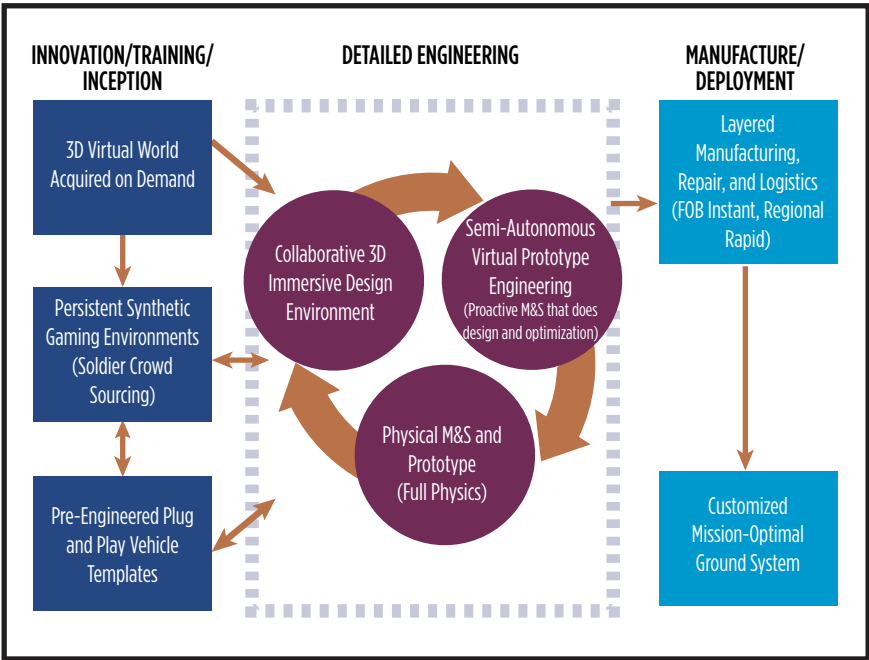 INNOVATION/TRAINING/
INCEPTION
3D Virtual World
Acquired on Demand
Persistent Synthetic
Gaming Environments
(Soldier Crowd
Sourcing)
Pre-Engineered Plug
and Play Vehicle
Templates
DETAILED ENGINEERING
Collaborative 3D
Immersive Design
Environment
Semi-Autonomous
Virtual Prototype
Engineering
(Proactive M&S that does
design and optimization)
Physical M&S and
Prototype
(Full Physics)
MANUFACTURE/
DEPLOYMENT
Layered
Manufacturing,
Repair, and Logistics
(FOB Instant, Regional
Rapid)
Customized
Mission-Optimal
Ground System